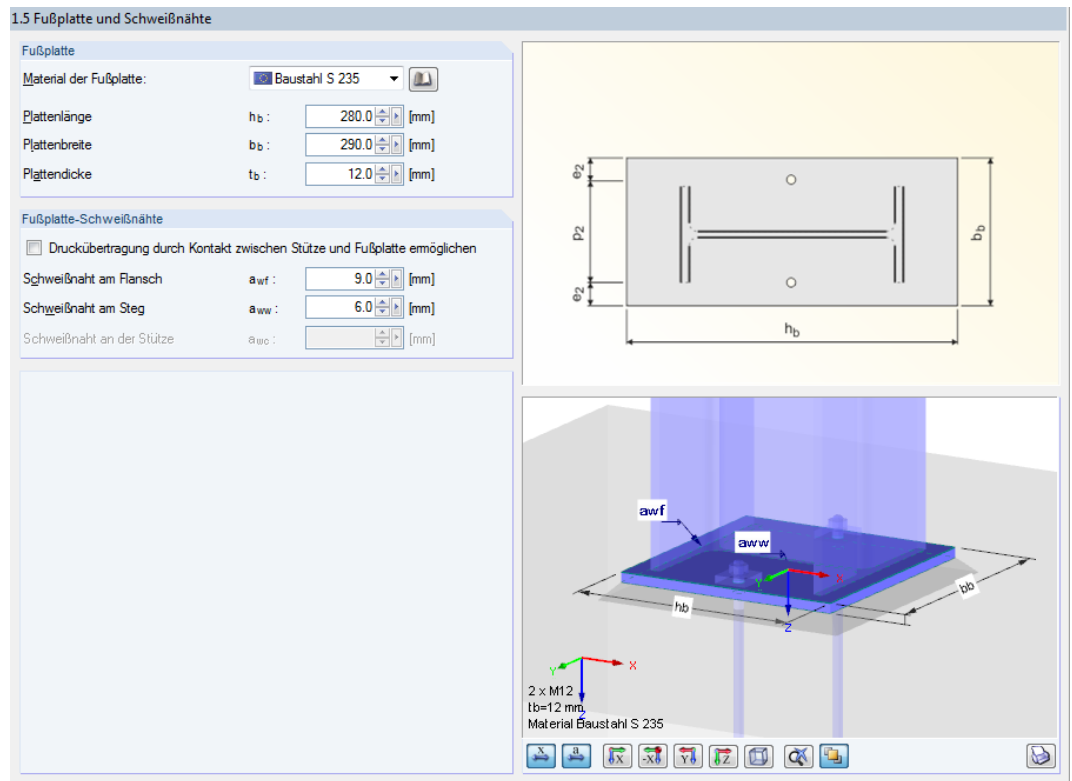 1.5 Fußplatte und Schweißnähte
Fußplatte
Material der Fußplatte: Baustahl S 235
Plattenlänge hb : 280.0 [mm]
Plattenbreite bb : 290.0 [mm]
Plattendicke tb : 12.0 [mm]
Fußplatte-Schweißnähte
Druckübertragung durch Kontakt zwischen Stütze und Fußplatte ermöglichen
Schweißnaht am Flansch awf : 9.0 [mm]
Schweißnaht am Steg aww : 6.0 [mm]
Schweißnaht an der Stütze awc : [mm]
e2
p2
e2
bb
hb
awf
aww
X
Y
Z
hb
bb
Y
X
Z
2 x M12
tb=12 mm,
Material Baustahl S 235
x
a
X
-X
Y
Z